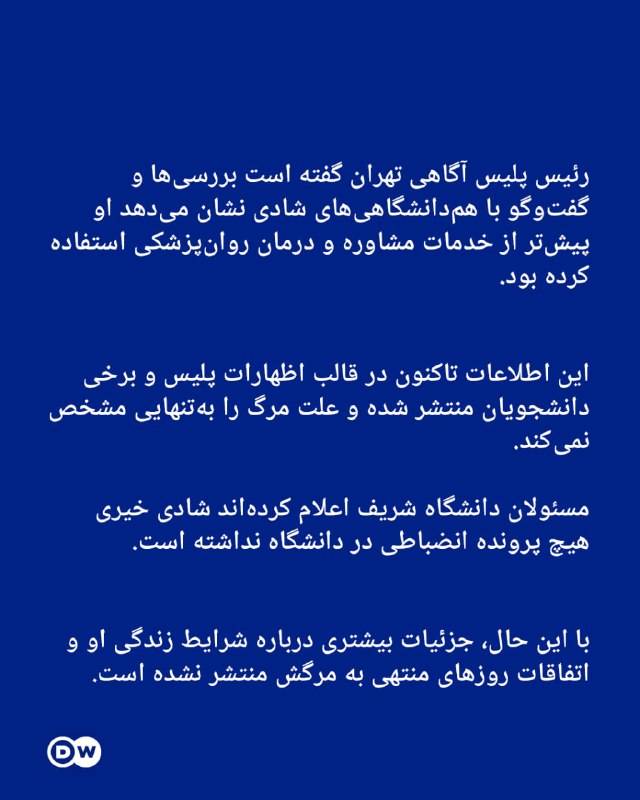 رئیس پلیس آگاهی تهران گفته است بررسی‌ها و
گفت‌وگو با هم‌دانشگاهی‌های شادی نشان می‌دهد او
پیش‌تر از خدمات مشاوره و درمان روان‌پزشکی استفاده
کرده بود.
این اطلاعات تاکنون در قالب اظهارات پلیس و برخی
دانشجویان منتشر شده و علت مرگ را به‌تنهایی مشخص
نمی‌کند.
مسئولان دانشگاه شریف اعلام کرده‌اند شادی خیری
هیچ پرونده انضباطی در دانشگاه نداشته است.
با این حال، جزئیات بیشتری درباره شرایط زندگی او و
اتفاقات روزهای منتهی به مرگش منتشر نشده است.
DW